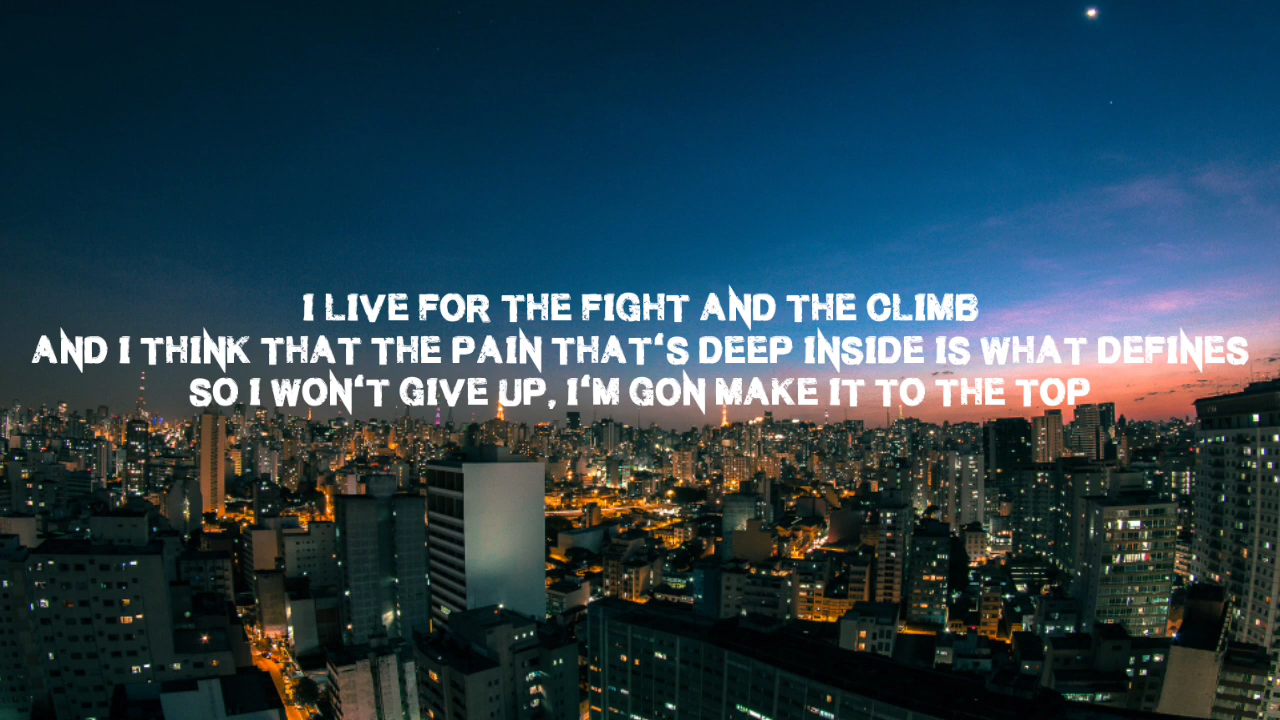 I LIVE FOR THE FIGHT AND THE CLIMB
AND I THINK THAT THE PAIN THAT'S DEEP INSIDE IS WHAT DEFINES
SO I WON'T GIVE UP, I'M GON MAKE IT TO THE TOP